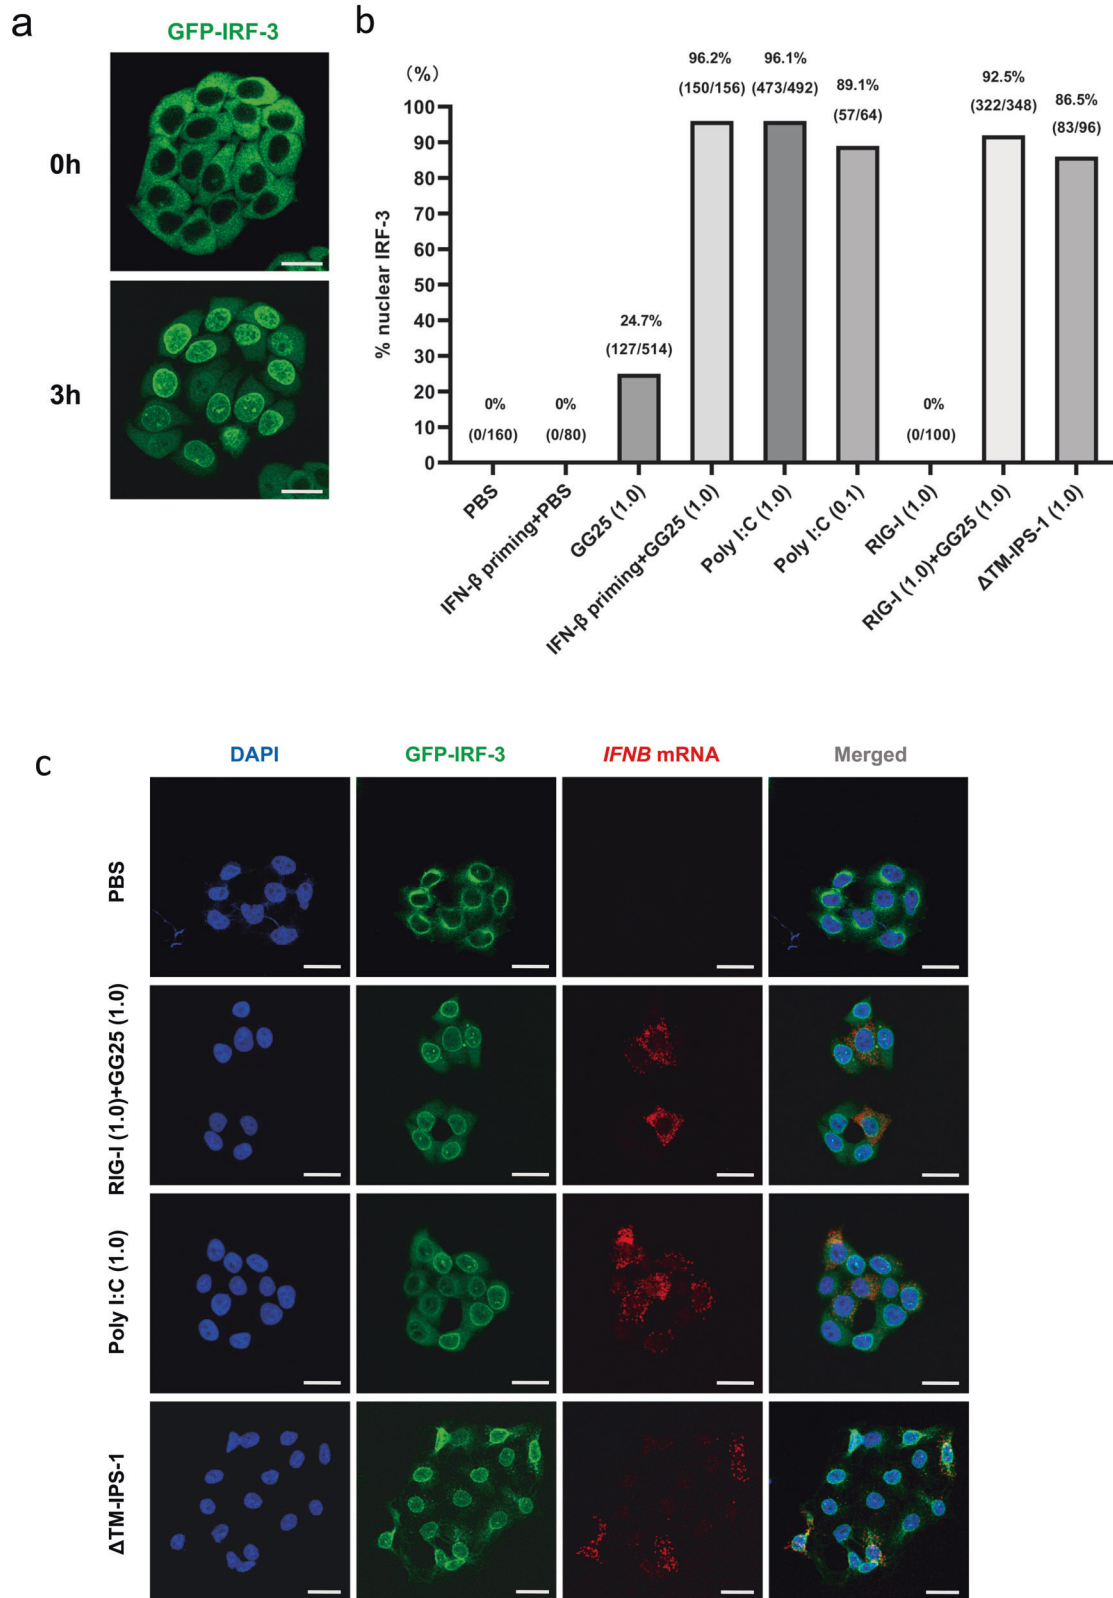 a
GFP-IRF-3
0h
3h
b
(%)
% nuclear IRF-3
100
90
80
70
60
50
40
30
20
10
0
0%
(0/160)
0%
(0/80)
24.7%
(127/514)
96.2%
(150/156)
96.1%
(473/492)
89.1%
(57/64)
0%
(0/100)
92.5%
(322/348)
86.5%
(83/96)
PBS
IFN-β priming+PBS
GG25 (1.0)
IFN-β priming+GG25 (1.0)
Poly I:C (1.0)
Poly I:C (0.1)
RIG-I (1.0)
RIG-I (1.0)+GG25 (1.0)
ΔTM-IPS-1 (1.0)
c
DAPI
GFP-IRF-3
IFNB mRNA
Merged
PBS
RIG-I (1.0)+GG25 (1.0)
Poly I:C (1.0)
ΔTM-IPS-1